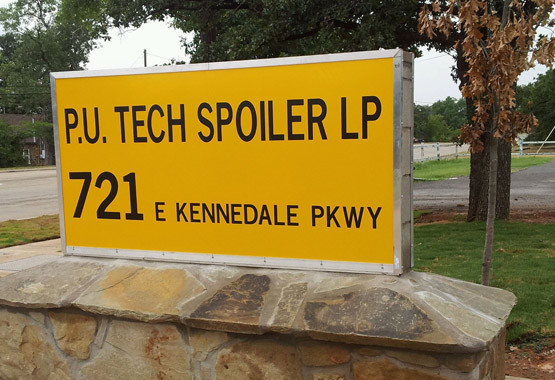 P.U. TECH SPOILER LP
721 E KENNEDALE PKWY